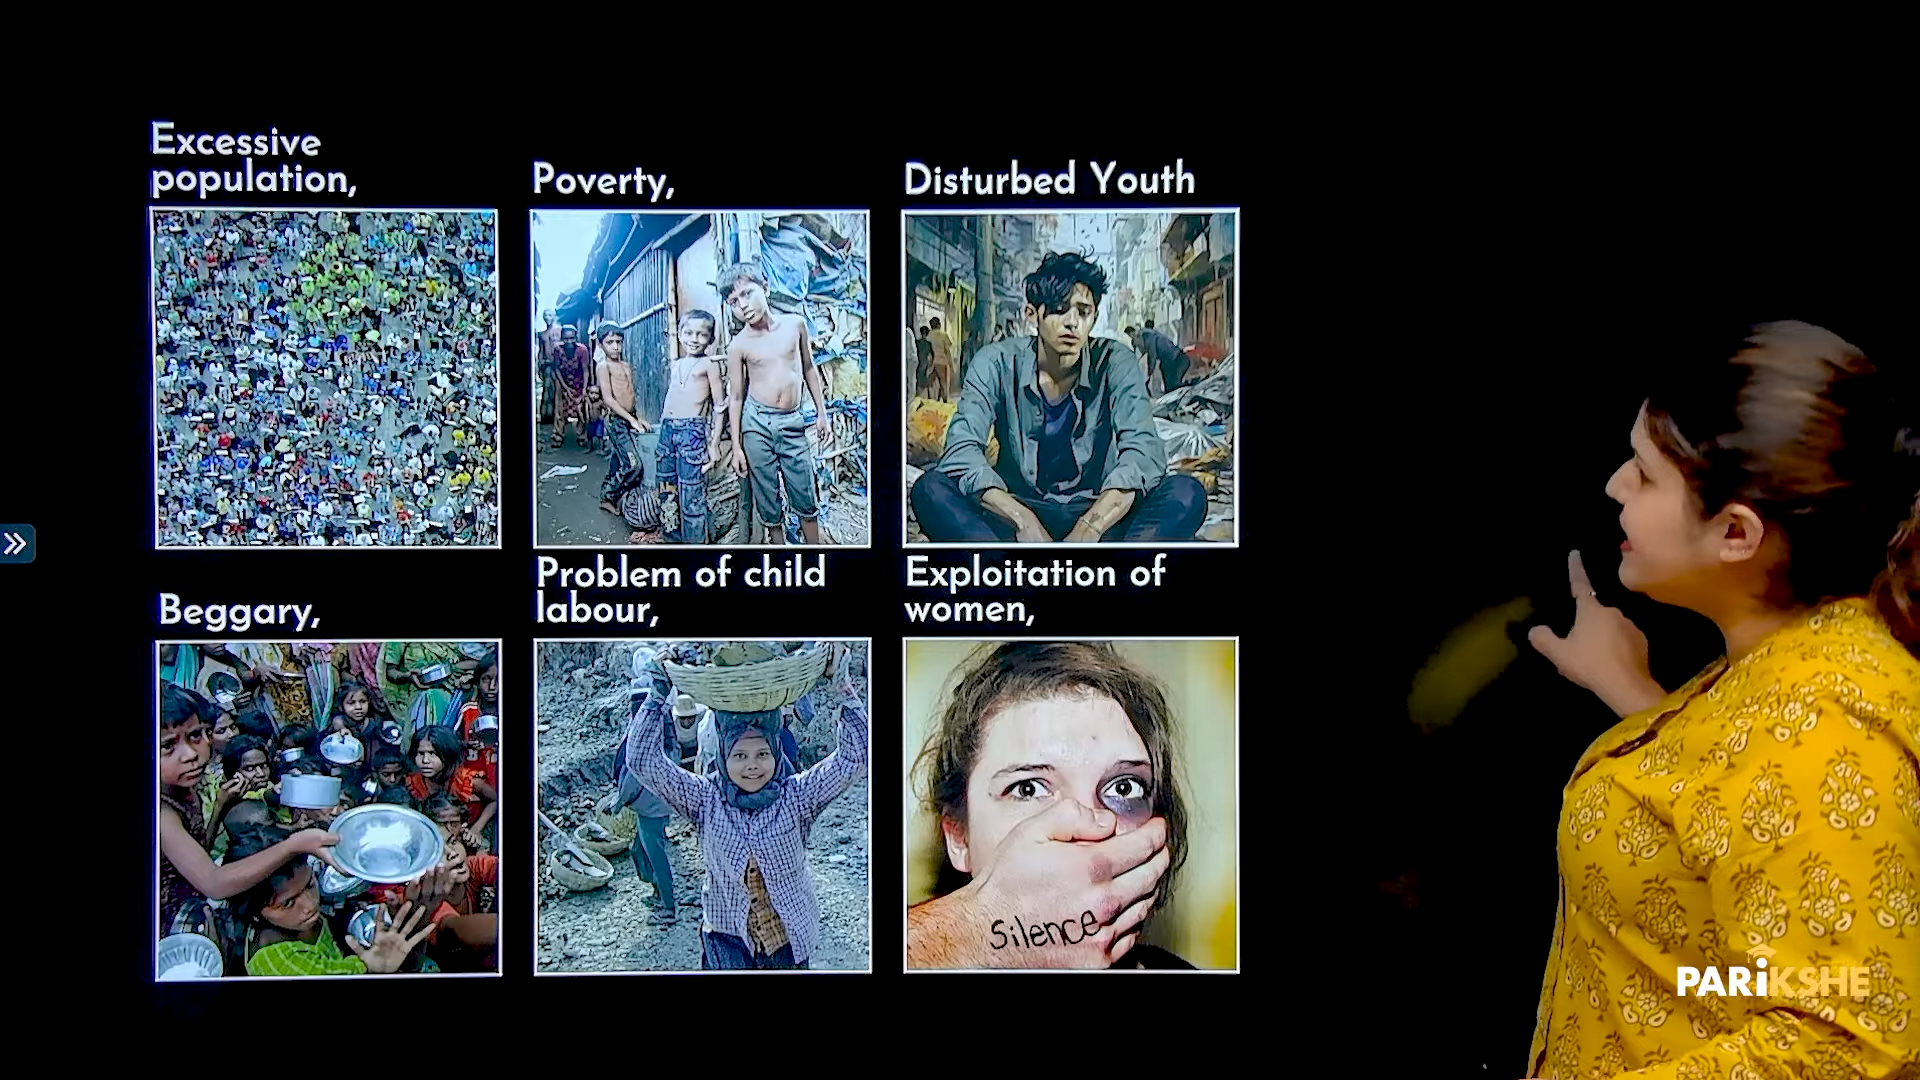 Excessive
population,
Poverty,
Disturbed Youth
Beggary,
Problem of child
labour,
Exploitation of
women,
Silence
PARiKSHE